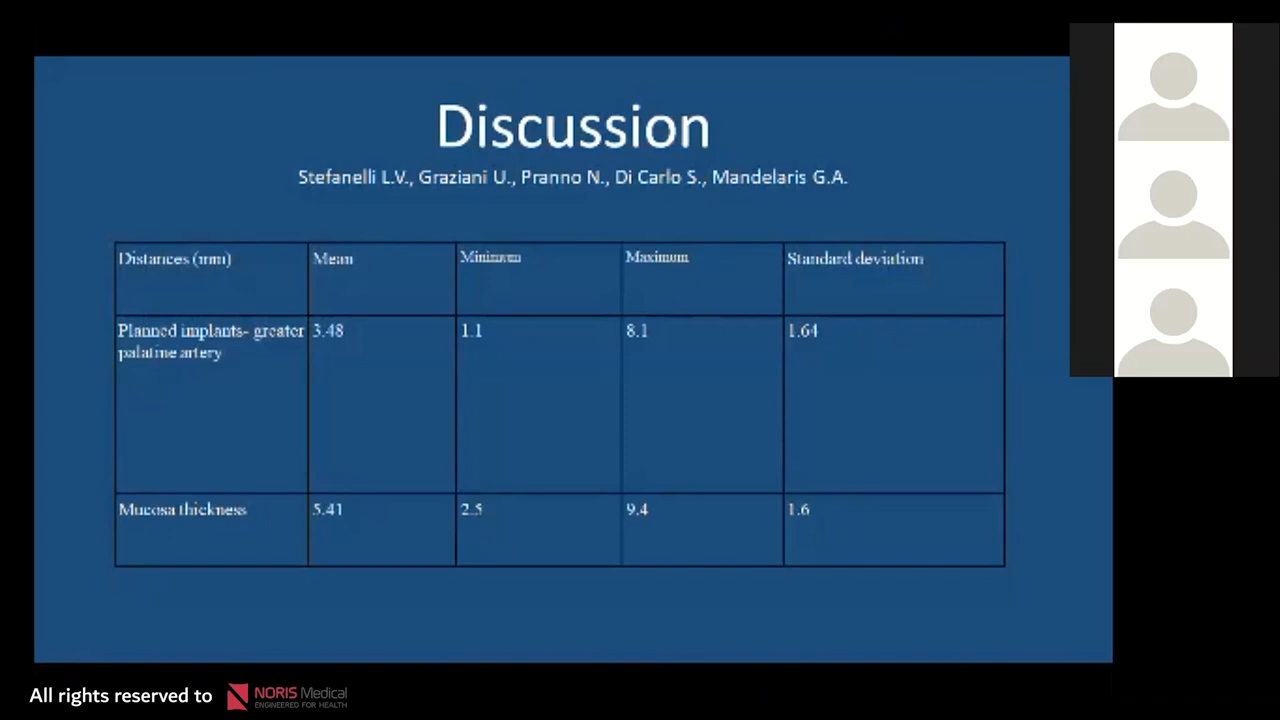 Discussion
Stefanelli L.V., Graziani U., Pranno N., Di Carlo S., Mandelaris G.A.
Distances (mm) Mean Minimum Maximum Standard deviation
Planned implants- greater 3.48 1.1 8.1 1.64
palatine artery
Mucosa thickness 5.41 2.5 9.4 1.6
All rights reserved to NORIS Medical
ENGINEERED FOR HEALTH